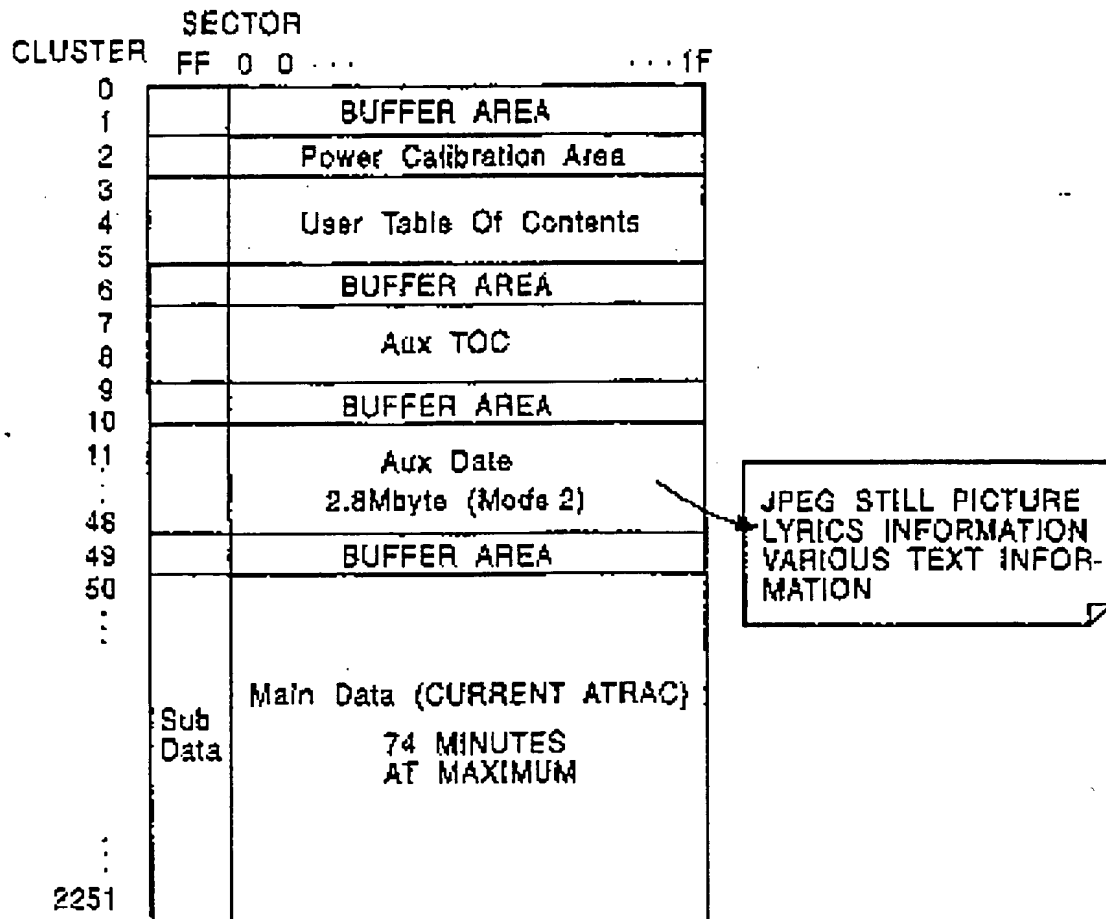 SECTOR
CLUSTER FF 0 0 ··· ··· 1F
0
1 BUFFER AREA
2 Power Calibration Area
3
4 User Table Of Contents
5
6 BUFFER AREA
7 Aux TOC
8
9 BUFFER AREA
10
11 Aux Date
2.8Mbyte (Mode 2)
48
49 BUFFER AREA
50
JPEG STILL PICTURE
LYRICS INFORMATION
VARIOUS TEXT INFOR-
MATION
Main Data (CURRENT ATRAC)
Sub
Data
74 MINUTES
AT MAXIMUM
2251